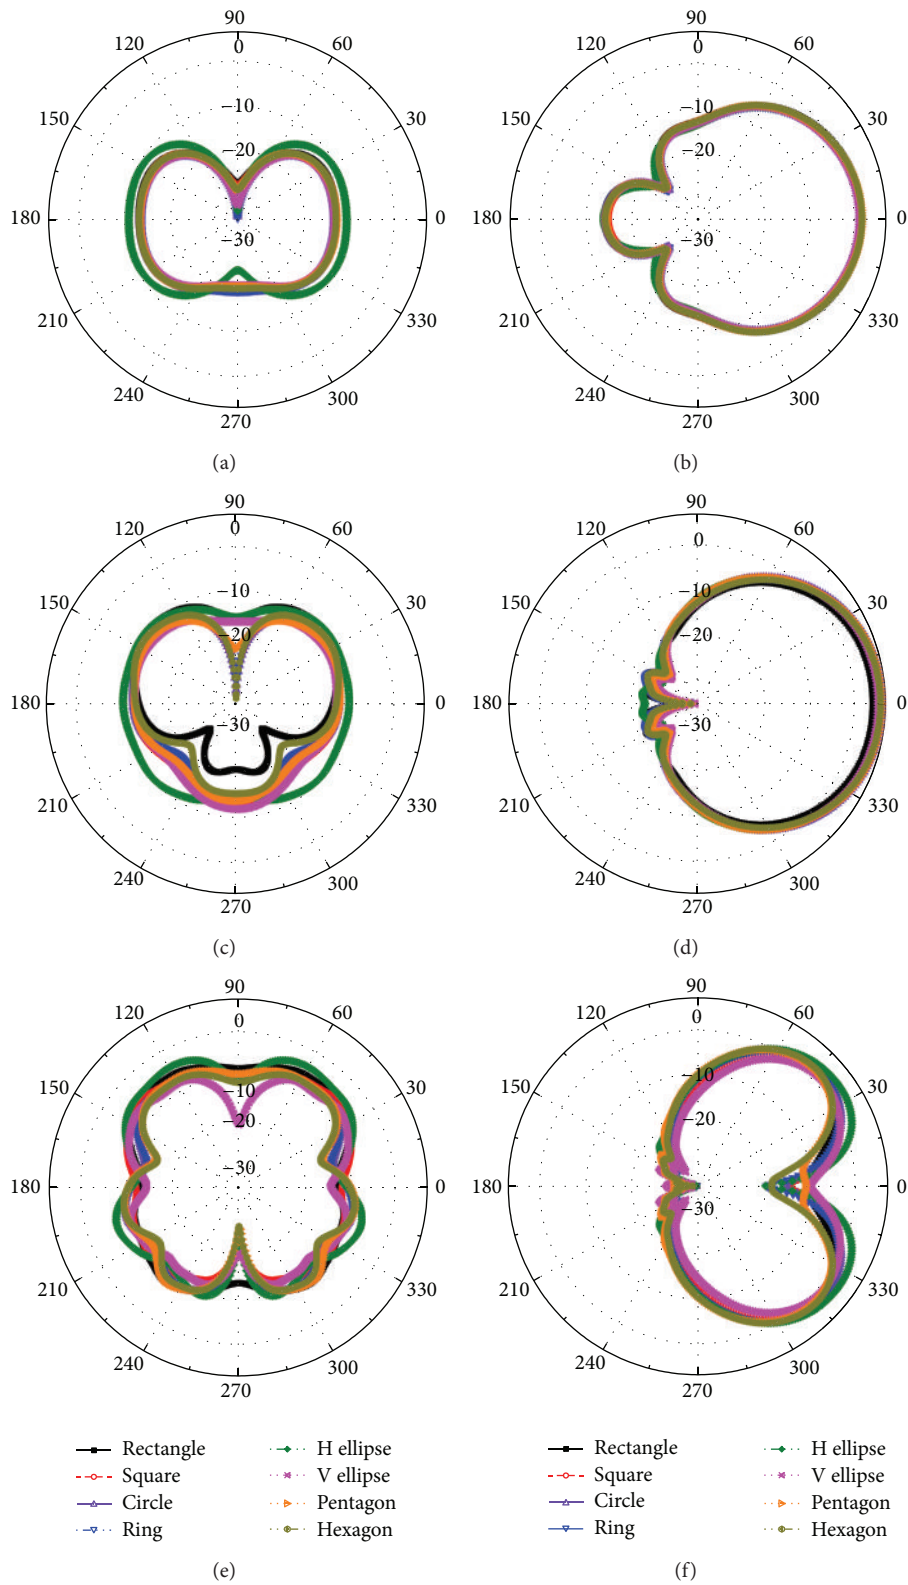 90 90
120 0 60 120 0 60
150 -10 30 150 -10 30
-20 -20
180 0 180 0
-30 -30
210 330 210 330
240 300 240 300
270 270
(a) (b)
90 90
120 0 60 120 0 60
150 -10 30 150 -10 30
-20 -20
180 0 180 0
-30 -30
210 330 210 330
240 300 240 300
270 270
(c) (d)
90 90
120 0 60 120 0 60
150 -10 30 150 -10 30
-20 -20
-30
180 0 180 0
-30
210 330 210 330
240 300 240 300
270 270
Rectangle H ellipse Rectangle H ellipse
Square V ellipse Square V ellipse
Circle Pentagon Circle Pentagon
Ring Hexagon Ring Hexagon
(e) (f)